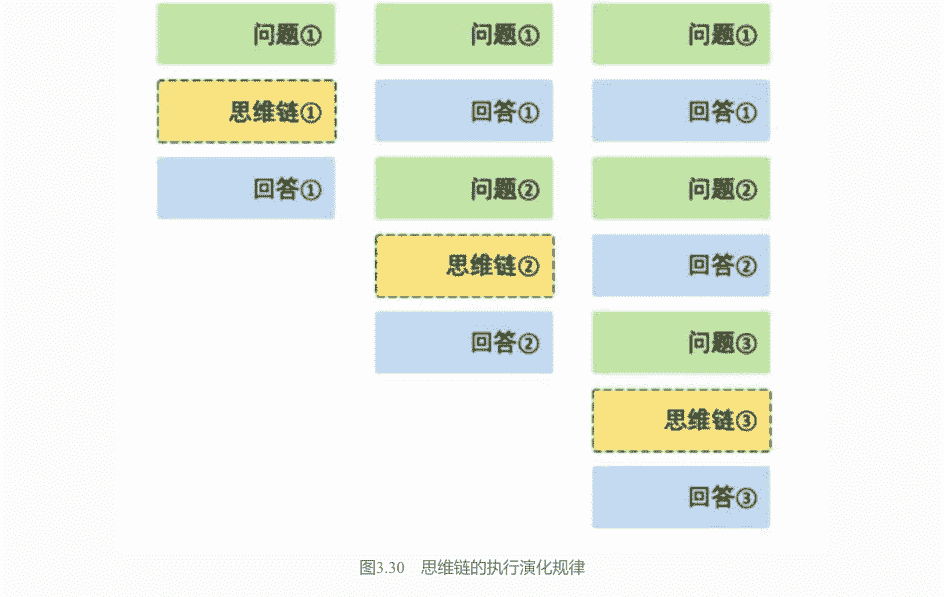 问题① 问题① 问题①
思维链① 回答① 回答①
回答① 问题② 问题②
思维链② 回答②
回答② 问题③
思维链③
回答③
图3.30 思维链的执行演化规律